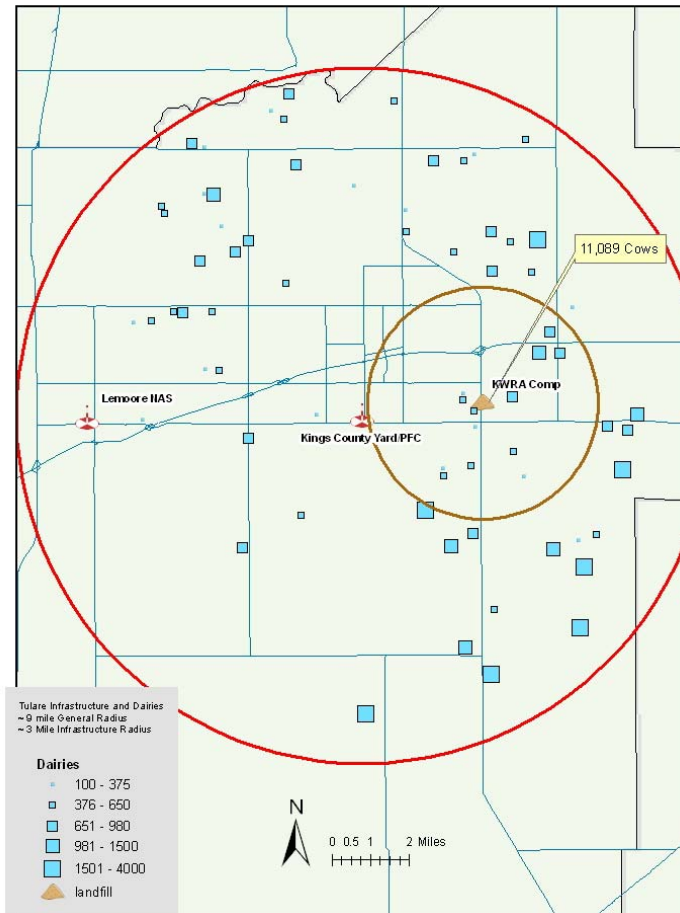 11,089 Cows
Lemoore NAS
KWRA Comp
Kings County Yard/PFC
Tulare Infrastructure and Dairies
~ 9 mile General Radius
~ 3 Mile Infrastructure Radius
Dairies
100 - 375
376 - 650
651 - 980
981 - 1500
1501 - 4000
landfill
N
0 0.5 1 2 Miles